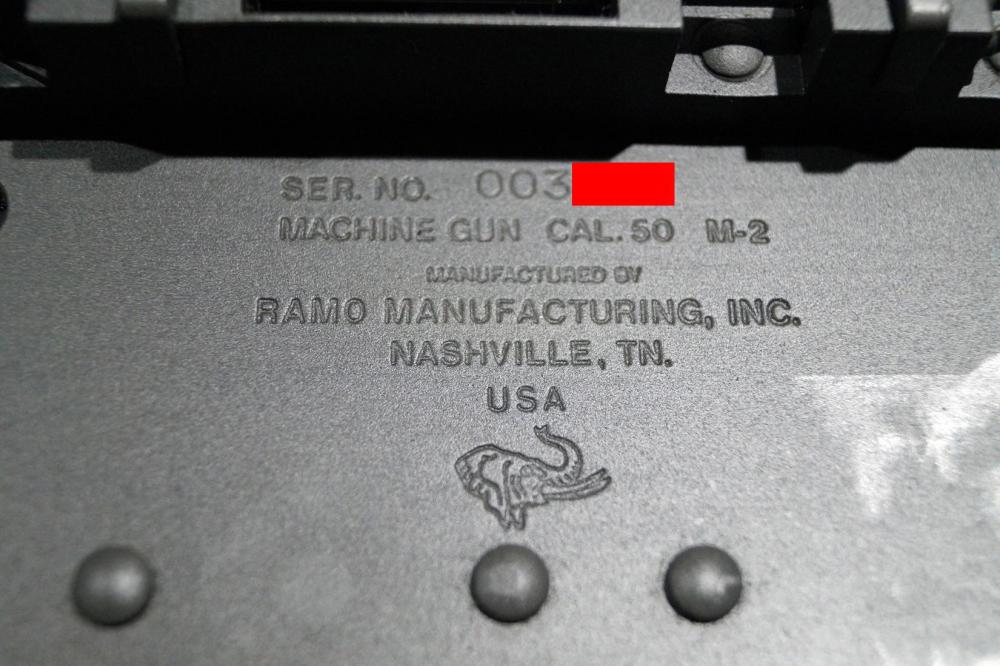 SER. NO. 003
MACHINE GUN CAL. 50 M-2
MANUFACTURED BY
RAMO MANUFACTURING, INC.
NASHVILLE, TN.
USA